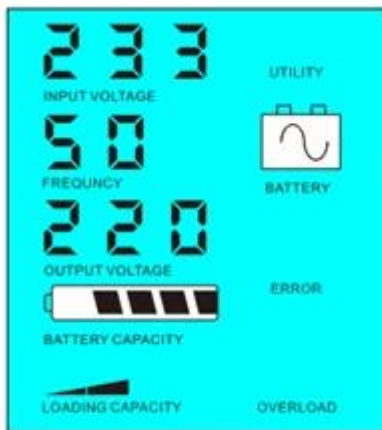 233
UTILITY
INPUT VOLTAGE
50
FREQUNCY
BATTERY
220
OUTPUT VOLTAGE
ERROR
BATTERY CAPACITY
LOADING CAPACITY
OVERLOAD